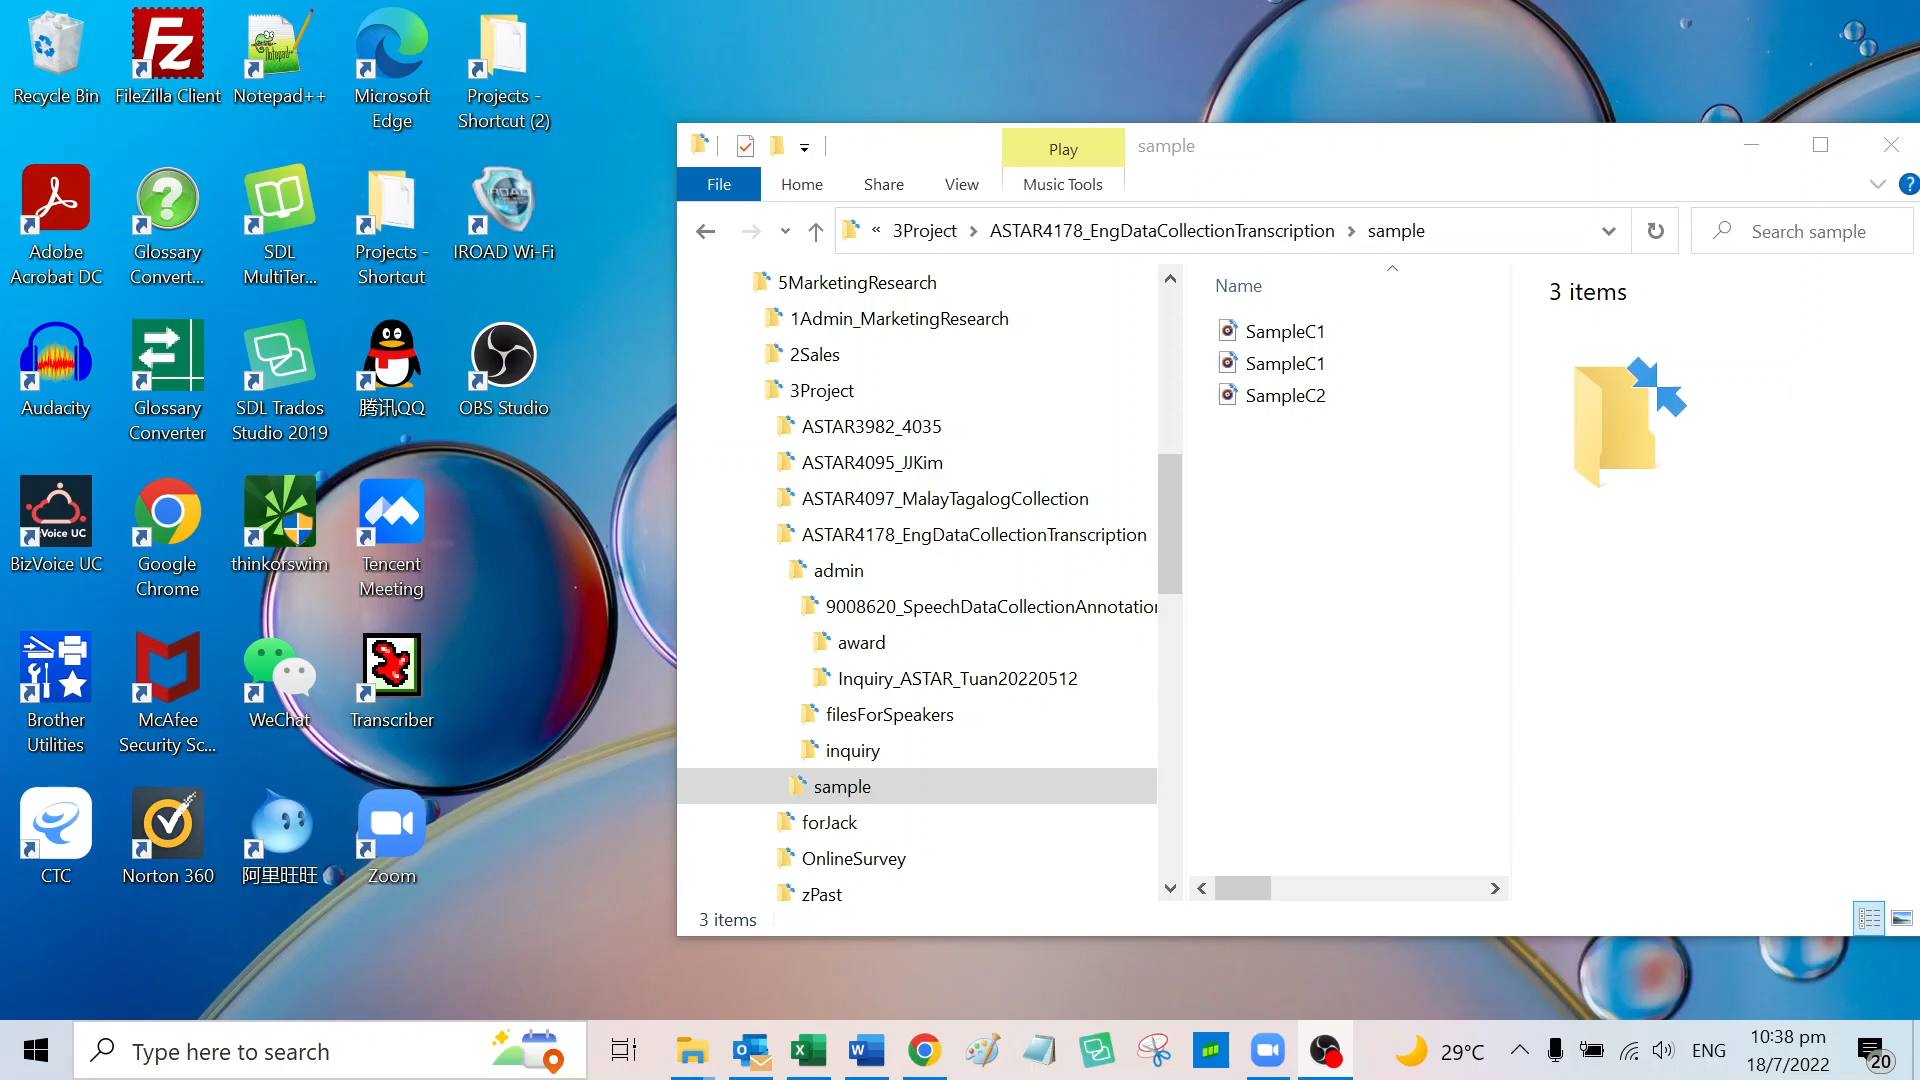 Recycle Bin
FileZilla Client
Notepad++
Microsoft
Edge
Projects -
Shortcut (2)
Adobe
Acrobat DC
Glossary
Convert...
SDL
MultiTer...
Projects -
Shortcut
IROAD Wi-Fi
Audacity
Glossary
Converter
SDL Trados
Studio 2019
腾讯QQ
OBS Studio
BizVoice UC
Google
Chrome
thinkorswim
Tencent
Meeting
Brother
Utilities
McAfee
Security Sc...
WeChat
Transcriber
CTC
Norton 360
阿里旺旺
Zoom
Play
sample
File
Home
Share
View
Music Tools
« 3Project > ASTAR4178_EngDataCollectionTranscription > sample
Search sample
5MarketingResearch
1Admin_MarketingResearch
2Sales
3Project
ASTAR3982_4035
ASTAR4095_JJKim
ASTAR4097_MalayTagalogCollection
ASTAR4178_EngDataCollectionTranscription
admin
9008620_SpeechDataCollectionAnnotation
award
Inquiry_ASTAR_Tuan20220512
filesForSpeakers
inquiry
sample
forJack
OnlineSurvey
zPast
Name
SampleC1
SampleC1
SampleC2
3 items
3 items
Type here to search
29°C
ENG
10:38 pm
18/7/2022
20